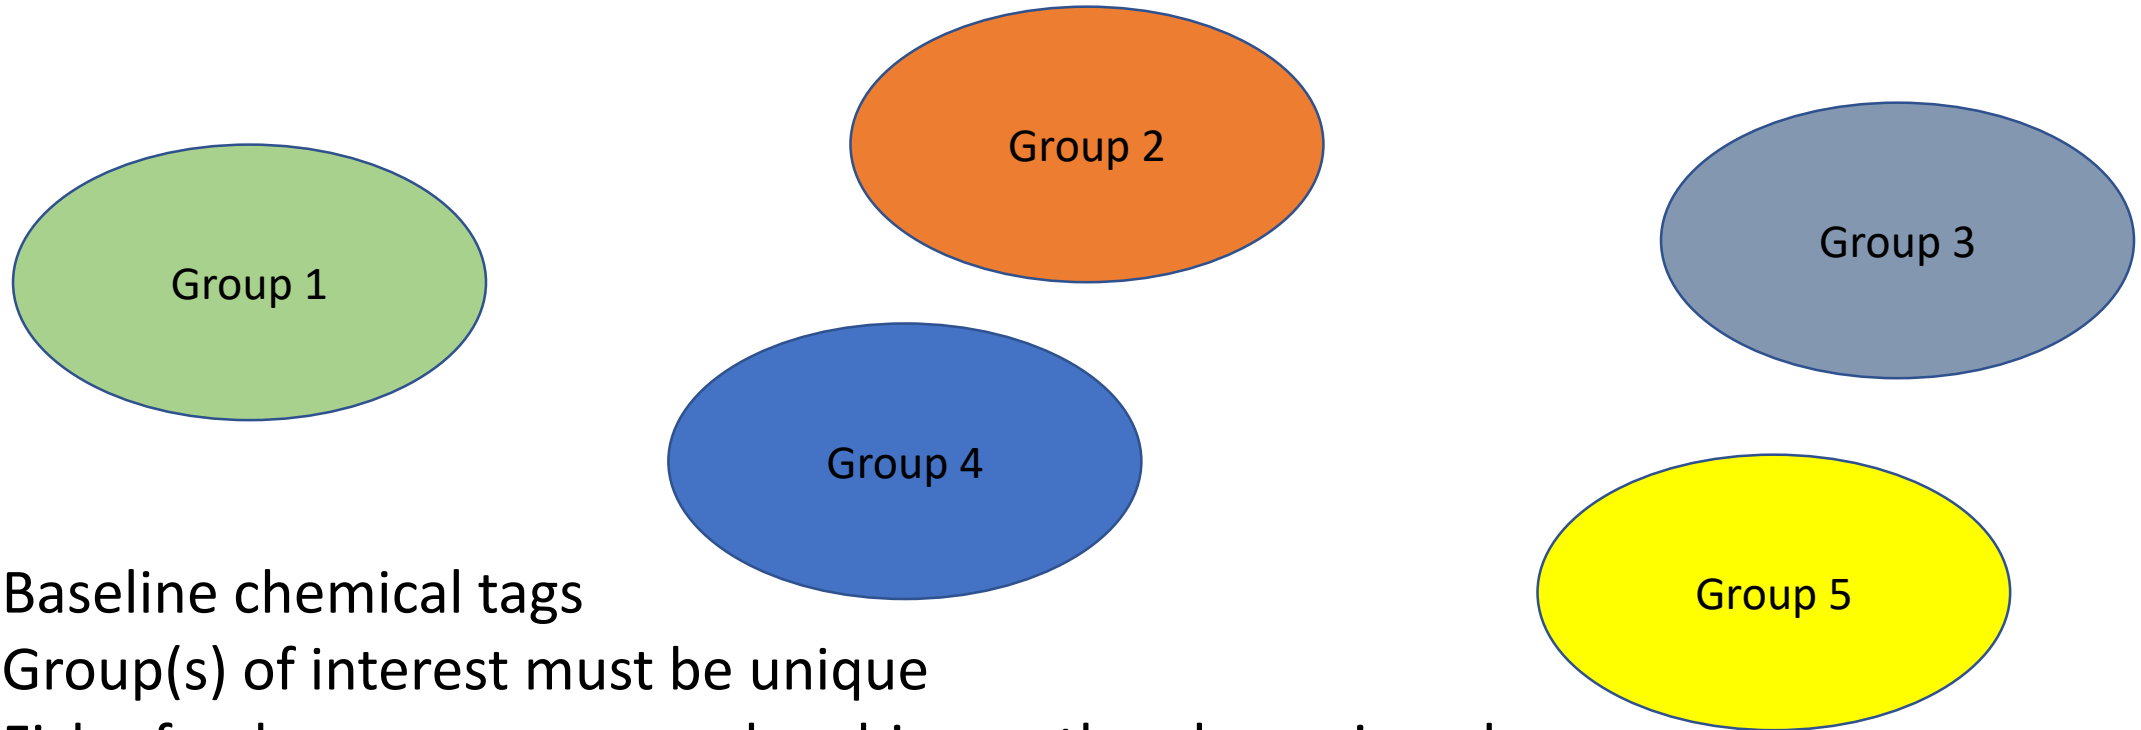 Group 2
Group 3
Group 1
Group 4
Baseline chemical tags
Group 5
Group(s) of interest must be unique